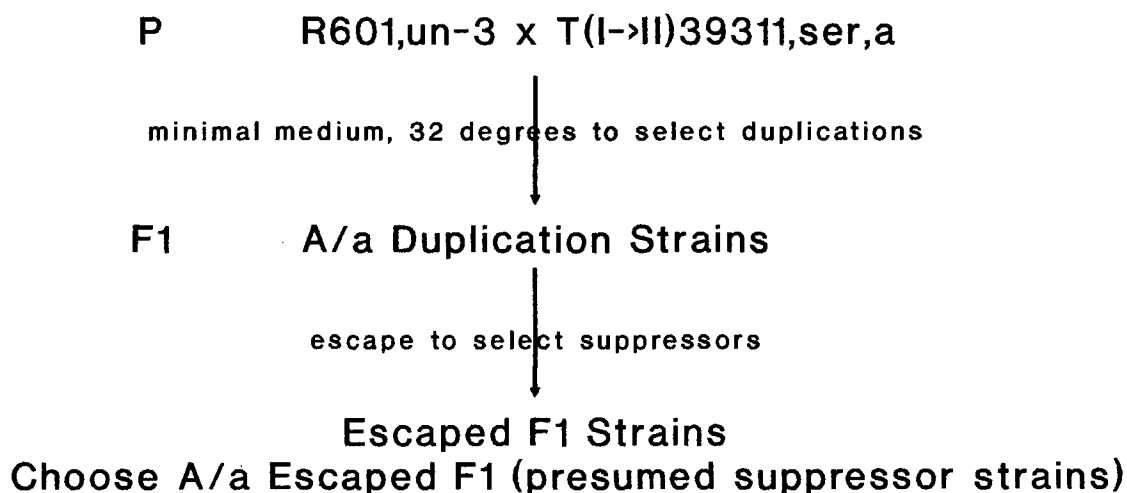 P R601,un-3 x T(I->II)39311,ser,a
minimal medium, 32 degrees to select duplications
F1 A/a Duplication Strains
escape to select suppressors
Escaped F1 Strains
Choose A/a Escaped F1 (presumed suppressor strains)